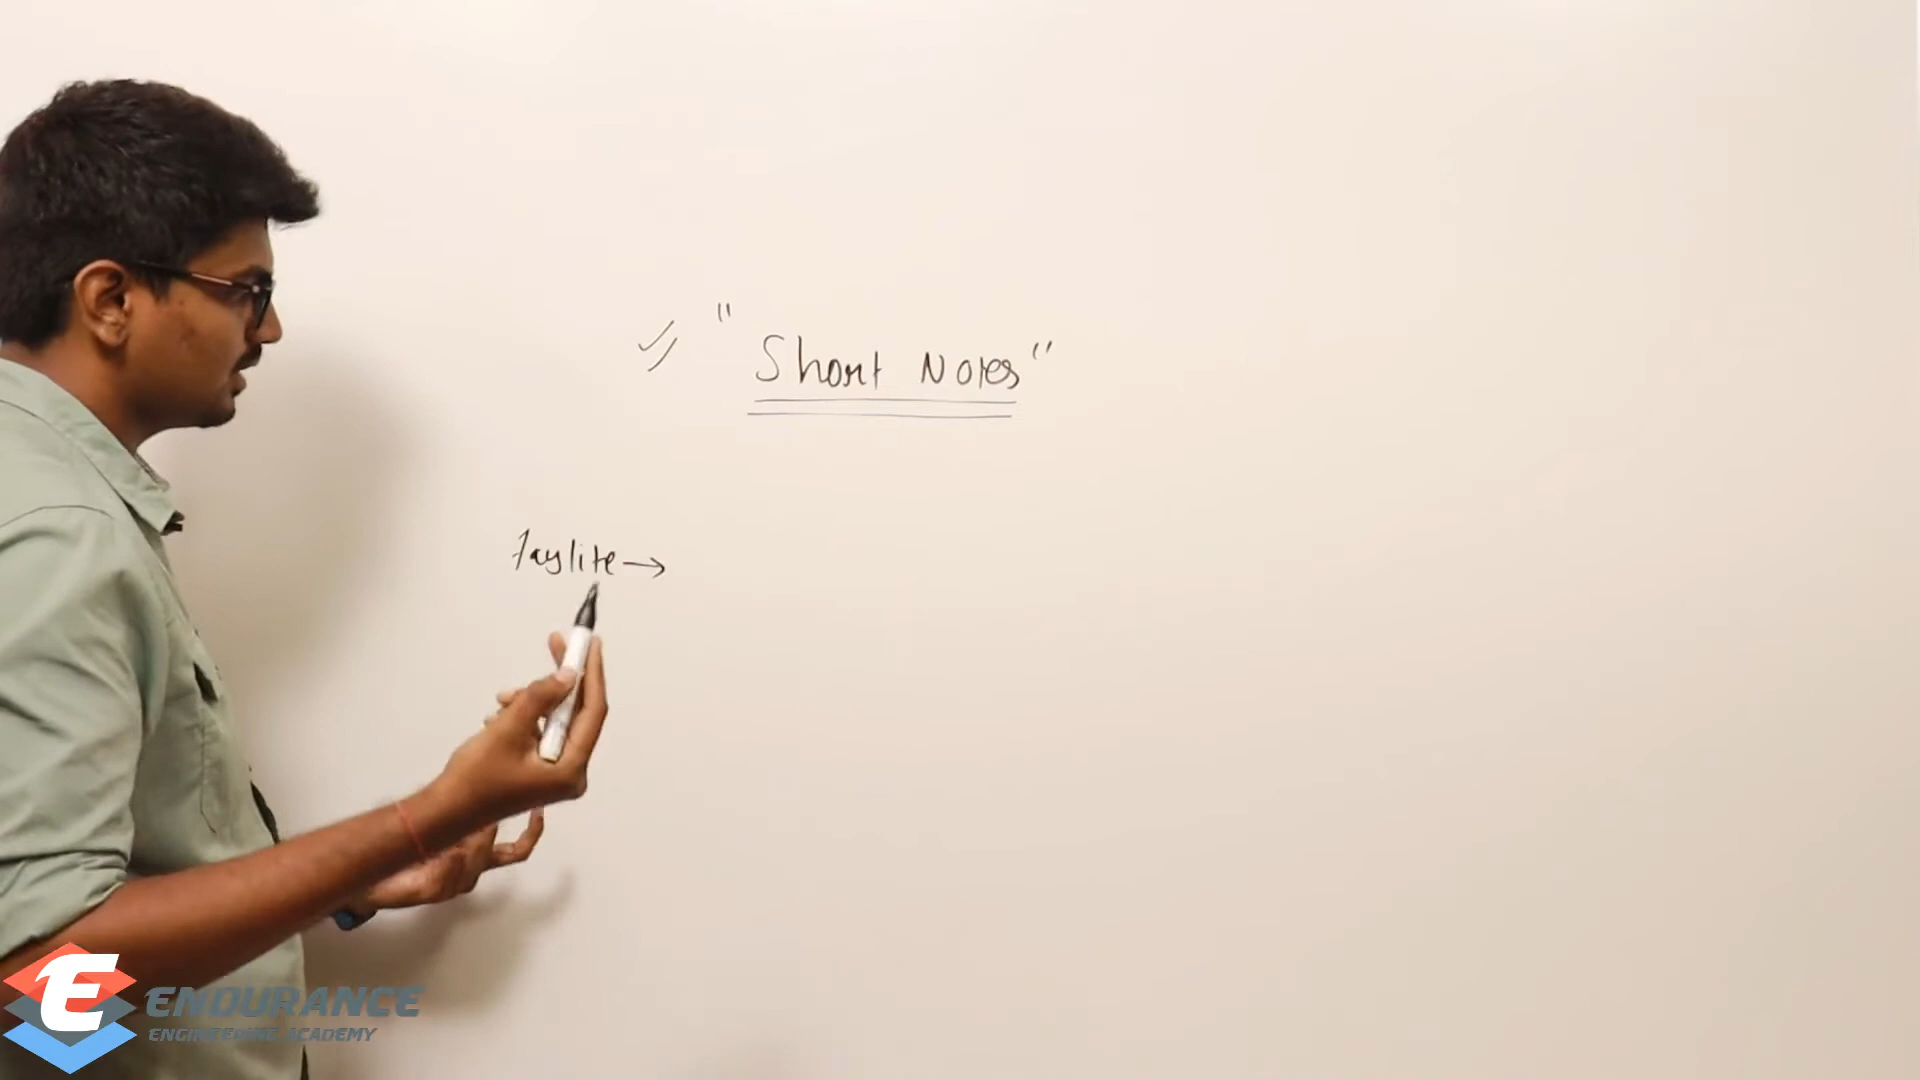 " Short Notes "
→
ENDURANCE
ENGINEERING ACADEMY